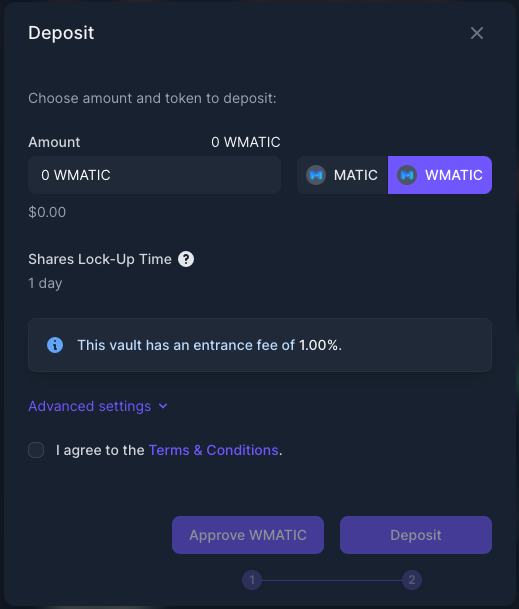 Deposit
Choose amount and token to deposit:
Amount 0 WMATIC
0 WMATIC MATIC WMATIC
$0.00
Shares Lock-Up Time ?
1 day
This vault has an entrance fee of 1.00%.
Advanced settings
I agree to the Terms & Conditions.
Approve WMATIC Deposit
1 2